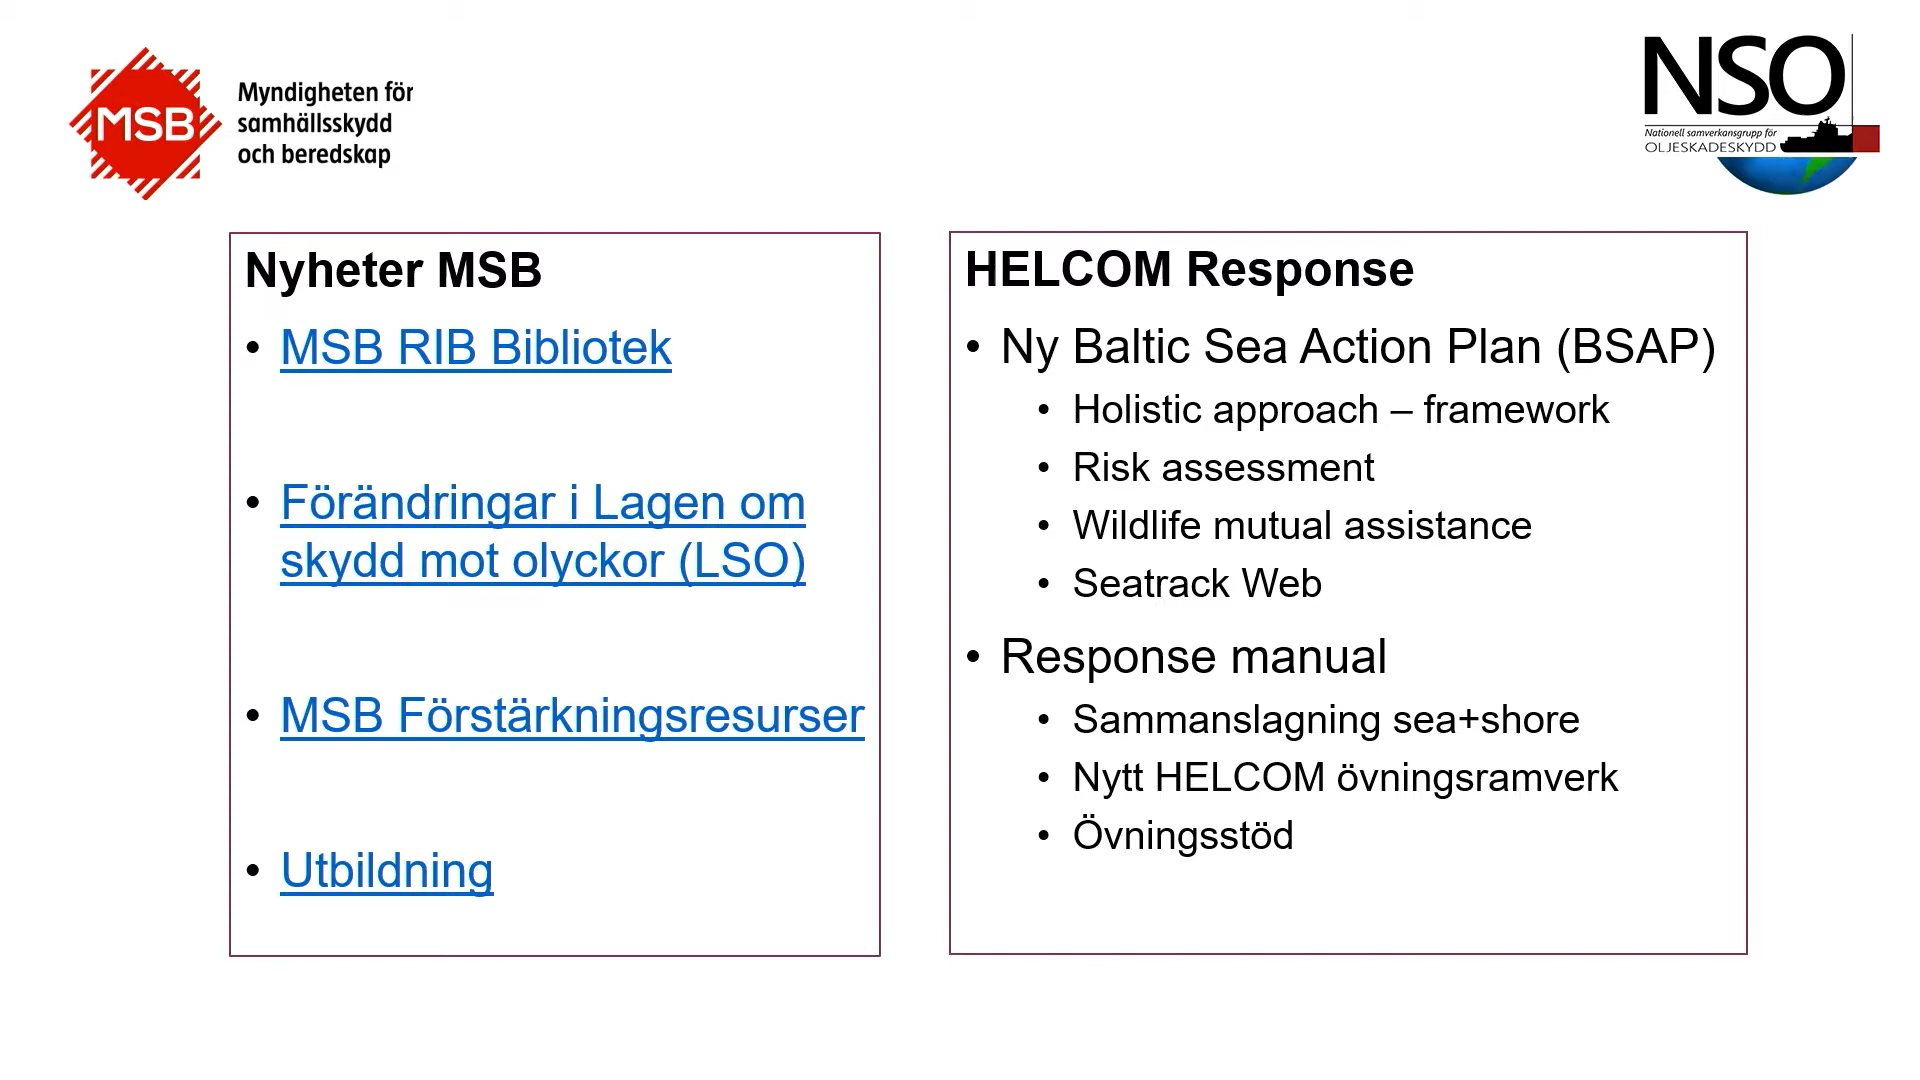 MSB
Myndigheten för
samhällsskydd
och beredskap
NSO
Nationell samverkansgrupp för
OLJESKADESKYDD
Nyheter MSB
• MSB RIB Bibliotek
• Förändringar i Lagen om
skydd mot olyckor (LSO)
• MSB Förstärkningsresurser
• Utbildning
HELCOM Response
• Ny Baltic Sea Action Plan (BSAP)
• Holistic approach – framework
• Risk assessment
• Wildlife mutual assistance
• Seatrack Web
• Response manual
• Sammanslagning sea+shore
• Nytt HELCOM övningsramverk
• Övningsstöd